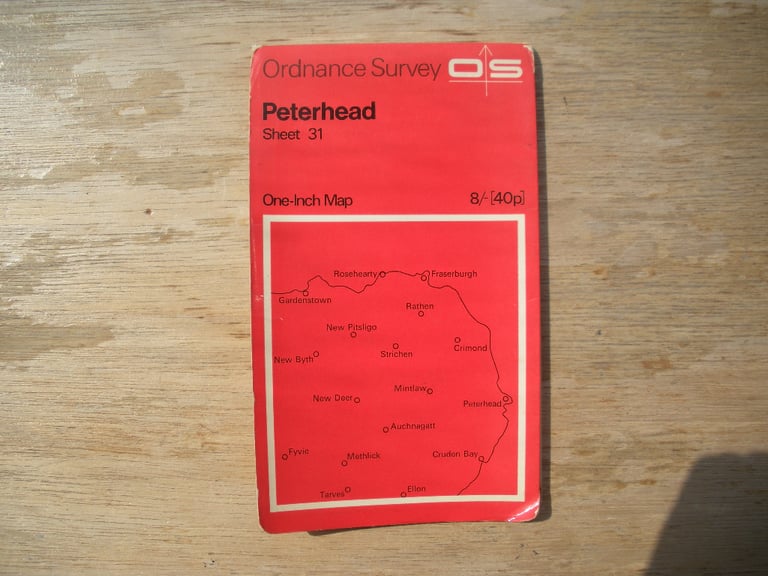 Ordnance Survey OS
Peterhead
Sheet 31
One-Inch Map 8/- [40p]
Rosehearty Fraserburgh
Gardenstown
Rathen
New Pitsligo
Strichen
Crimond
New Byth
Mintlaw
New Deer
Peterhead
Auchnagatt
Fyvie
Methlick
Cruden Bay
Tarves
Ellon